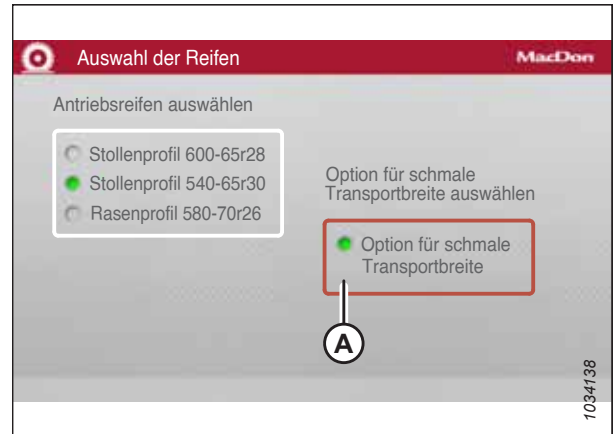 Auswahl der Reifen
MacDon
Antriebsreifen auswählen
Stollenprofil 600-65r28
Stollenprofil 540-65r30
Rasenprofil 580-70r26
Option für schmale
Transportbreite auswählen
Option für schmale
Transportbreite
A
1034138